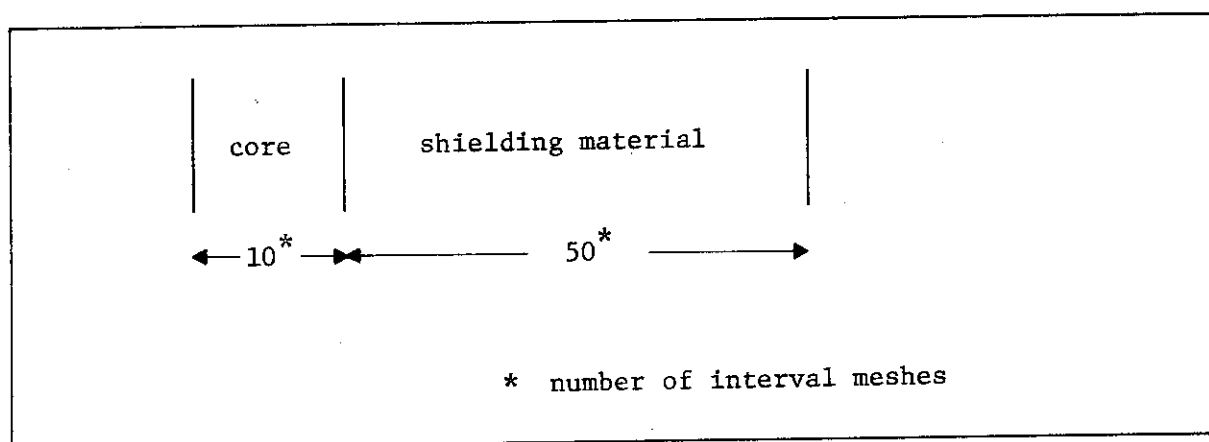 core shielding material
10* 50*
* number of interval meshes